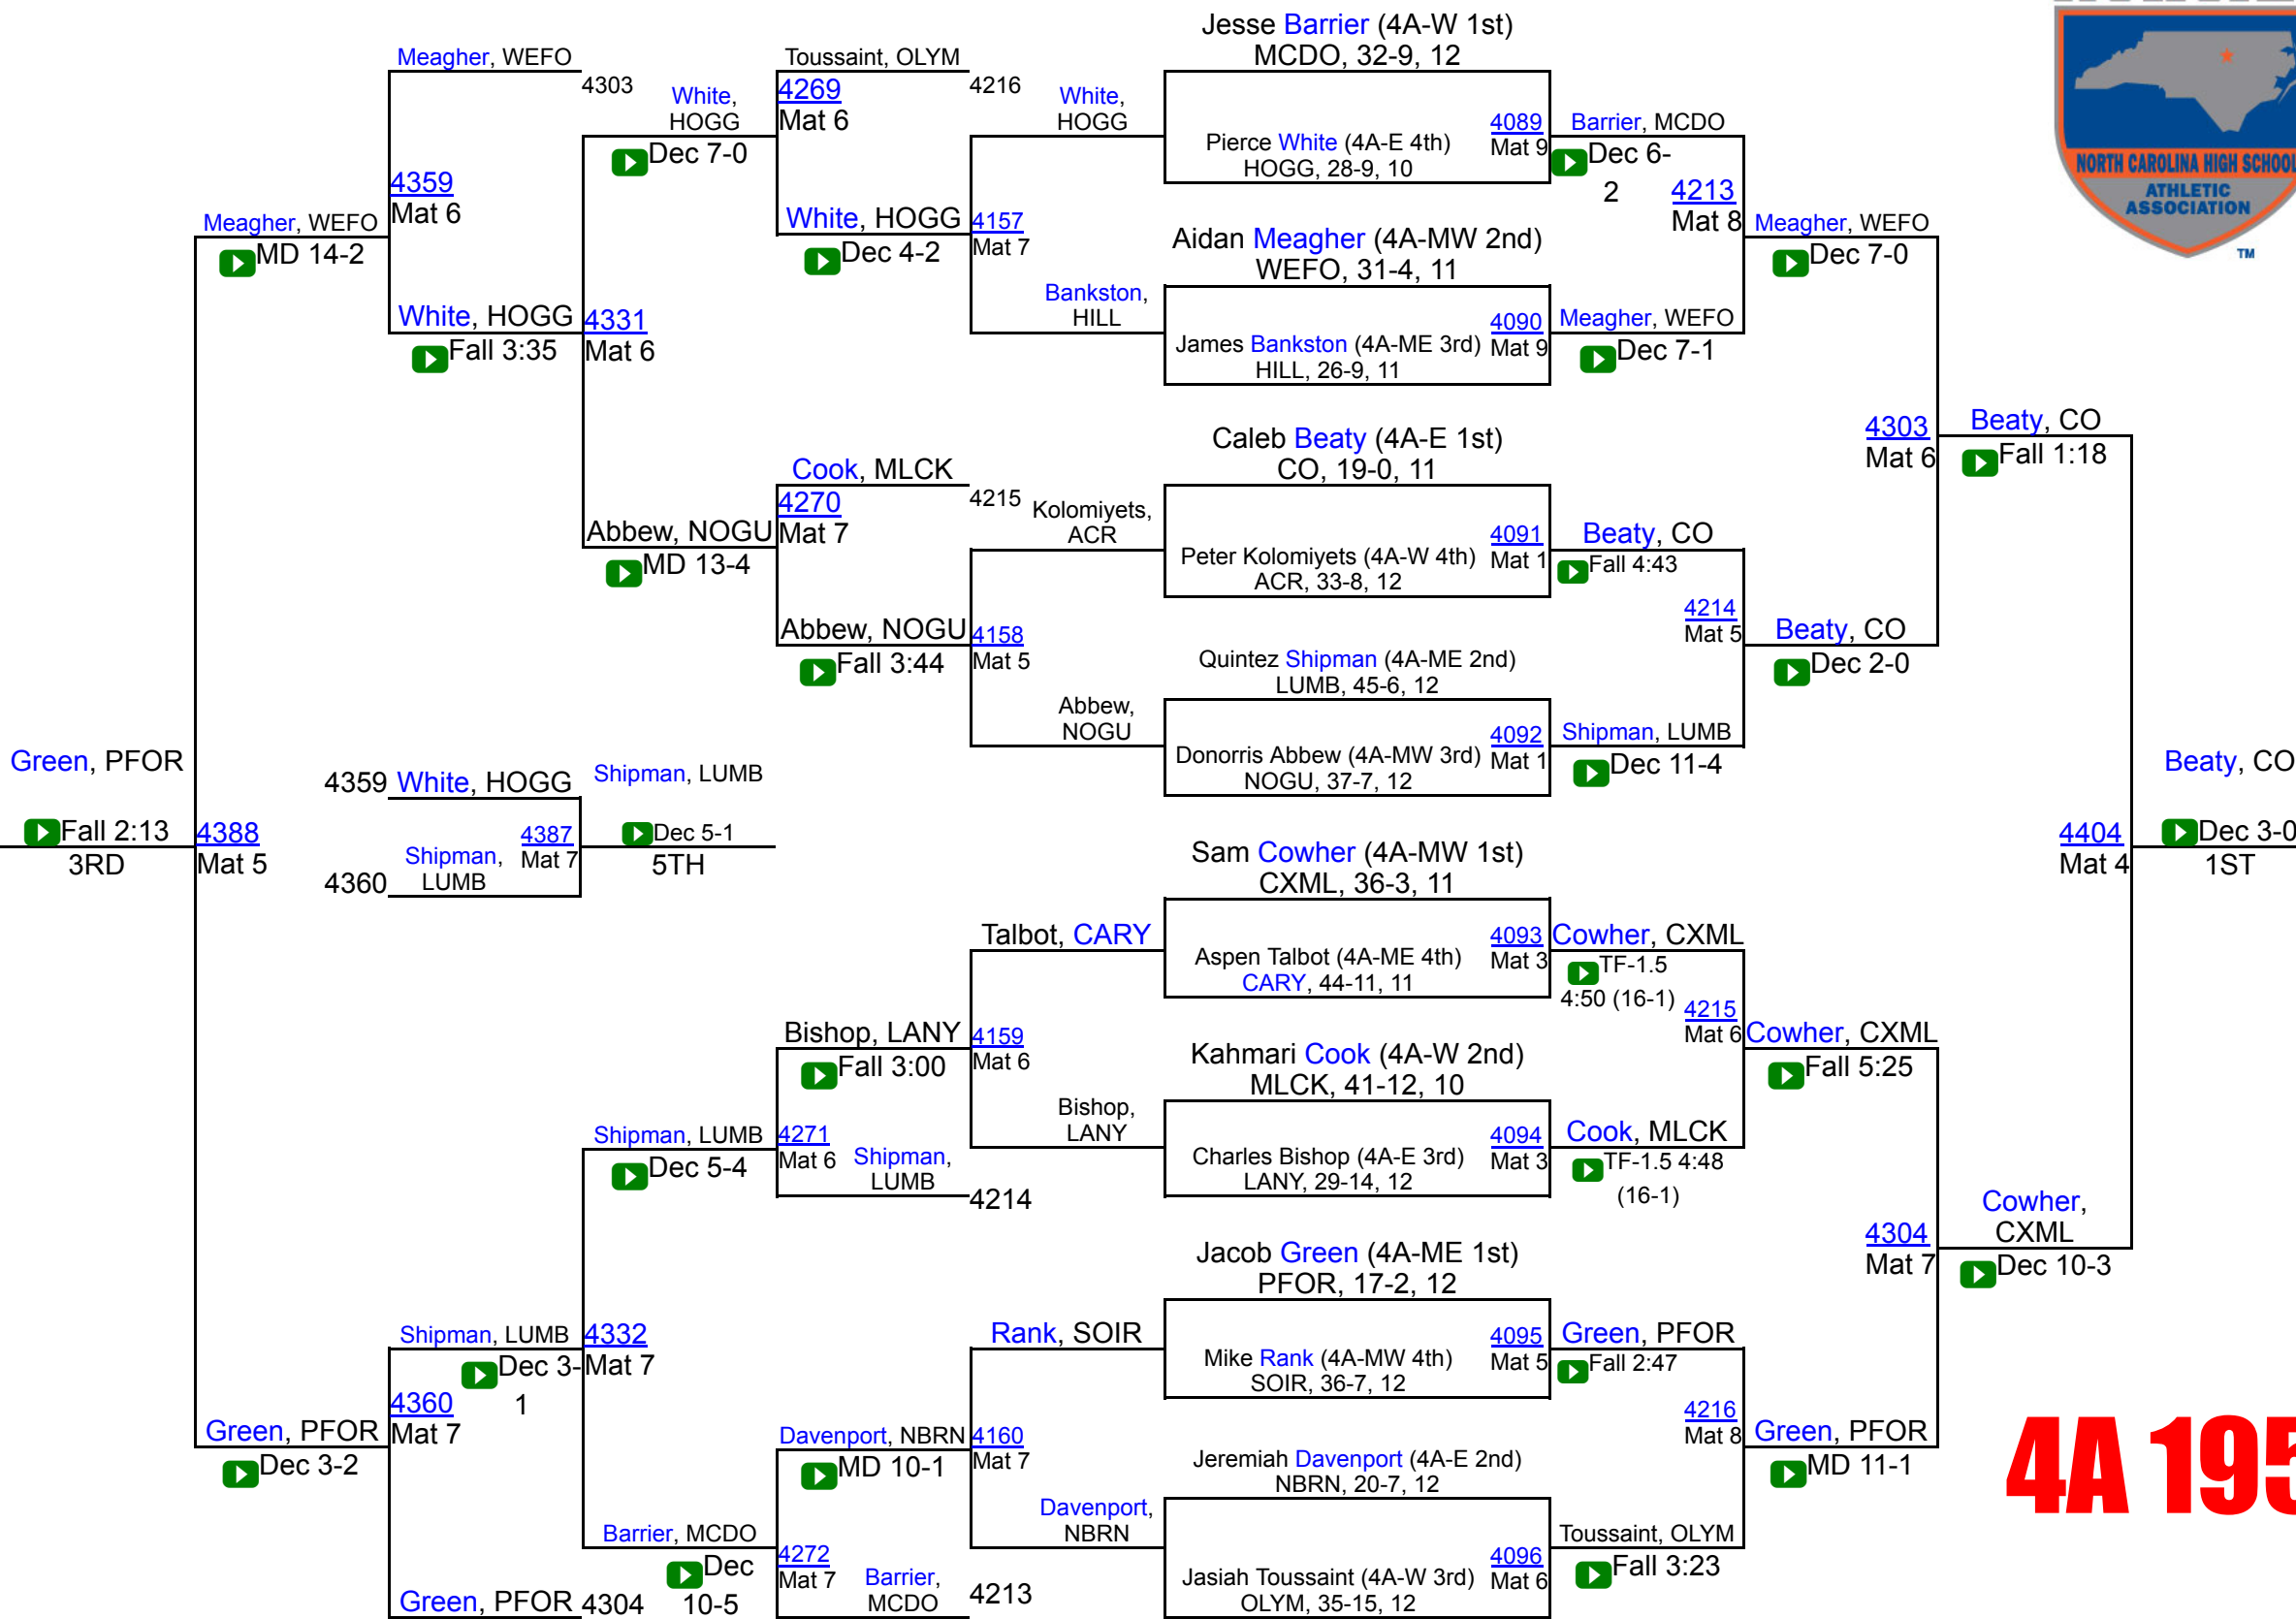 Meagher, WEFO
4303
4359
Mat 6
Meagher, WEFO
MD 14-2
White, HOGG
Fall 3:35
White,
HOGG
Dec 7-0
4331
Mat 6
Abbew, NOGU
MD 13-4
Toussaint, OLYM
4216
4269
Mat 6
White, HOGG
Dec 4-2
Cook, MLCK
4215
4270
Mat 7
Abbew, NOGU
Fall 3:44
White,
HOGG
4157
Mat 7
Bankston,
HILL
Kolomiyets,
ACR
4158
Mat 5
Abbew,
NOGU
Jesse Barrier (4A-W 1st)
MCDO, 32-9, 12
4089
Mat 9
Pierce White (4A-E 4th)
HOGG, 28-9, 10
Aidan Meagher (4A-MW 2nd)
WEFO, 31-4, 11
4090
Mat 9
James Bankston (4A-ME 3rd)
HILL, 26-9, 11
Caleb Beaty (4A-E 1st)
CO, 19-0, 11
4091
Mat 1
Peter Kolomiyets (4A-W 4th)
ACR, 33-8, 12
Quintez Shipman (4A-ME 2nd)
LUMB, 45-6, 12
4092
Mat 1
Donorris Abbew (4A-MW 3rd)
NOGU, 37-7, 12
Barrier, MCDO
Dec 6-
2
4213
Mat 8
Meagher, WEFO
Dec 7-1
Meagher, WEFO
Dec 7-0
Beaty, CO
Fall 4:43
4214
Mat 5
Shipman, LUMB
Dec 11-4
Beaty, CO
Dec 2-0
4303
Mat 6
Beaty, CO
Fall 1:18
NORTH CAROLINA HIGH SCHOOL
ATHLETIC
ASSOCIATION
TM
Green, PFOR
Fall 2:13
3RD
4388
Mat 5
4359
White, HOGG
4387
Mat 7
4360
Shipman,
LUMB
Shipman, LUMB
Dec 5-1
5TH
4404
Mat 4
Beaty, CO
Dec 3-0
1ST
Talbot, CARY
Bishop, LANY
Fall 3:00
4159
Mat 6
Bishop,
LANY
Shipman, LUMB
Dec 5-4
4271
Mat 6
Shipman,
LUMB
4214
Shipman, LUMB
Dec 3-
1
4332
Mat 7
4360
Mat 7
Green, PFOR
Dec 3-2
Green, PFOR
4304
Barrier, MCDO
Dec
10-5
Davenport, NBRN
MD 10-1
4272
Mat 7
Barrier,
MCDO
4213
Rank, SOIR
4160
Mat 7
Davenport,
NBRN
Sam Cowher (4A-MW 1st)
CXML, 36-3, 11
4093
Mat 3
Aspen Talbot (4A-ME 4th)
CARY, 44-11, 11
Kahmari Cook (4A-W 2nd)
MLCK, 41-12, 10
4094
Mat 3
Charles Bishop (4A-E 3rd)
LANY, 29-14, 12
Jacob Green (4A-ME 1st)
PFOR, 17-2, 12
4095
Mat 5
Mike Rank (4A-MW 4th)
SOIR, 36-7, 12
Jeremiah Davenport (4A-E 2nd)
NBRN, 20-7, 12
4096
Mat 6
Jasiah Toussaint (4A-W 3rd)
OLYM, 35-15, 12
Cowher, CXML
TF-1.5
4:50 (16-1)
4215
Mat 6
Cook, MLCK
TF-1.5 4:48
(16-1)
Cowher, CXML
Fall 5:25
Green, PFOR
Fall 2:47
4216
Mat 8
Toussaint, OLYM
Fall 3:23
Green, PFOR
MD 11-1
4304
Mat 7
Cowher,
CXML
Dec 10-3
4A 195